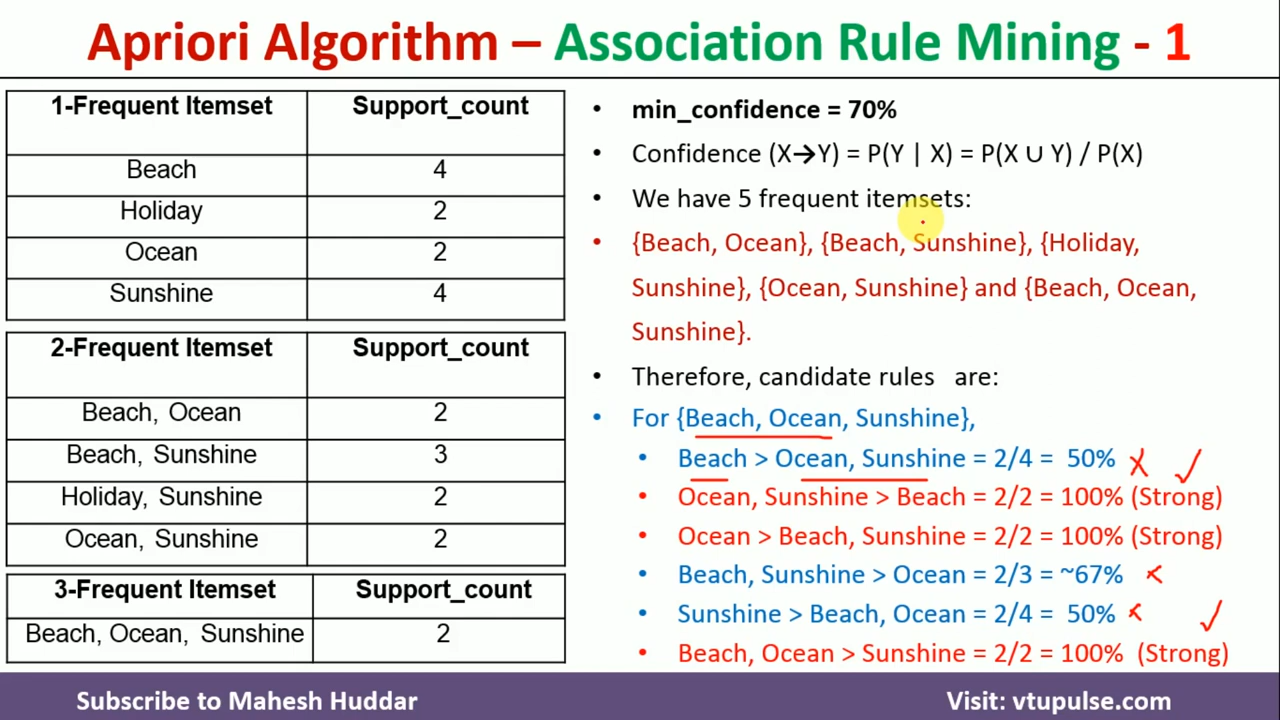 Apriori Algorithm – Association Rule Mining - 1
1-Frequent Itemset Support_count
Beach 4
Holiday 2
Ocean 2
Sunshine 4
2-Frequent Itemset Support_count
Beach, Ocean 2
Beach, Sunshine 3
Holiday, Sunshine 2
Ocean, Sunshine 2
3-Frequent Itemset Support_count
Beach, Ocean, Sunshine 2
• min_confidence = 70%
• Confidence (X→Y) = P(Y | X) = P(X ∪ Y) / P(X)
• We have 5 frequent itemsets:
• {Beach, Ocean}, {Beach, Sunshine}, {Holiday,
Sunshine}, {Ocean, Sunshine} and {Beach, Ocean,
Sunshine}.
• Therefore, candidate rules are:
• For {Beach, Ocean, Sunshine},
• Beach > Ocean, Sunshine = 2/4 = 50%
• Ocean, Sunshine > Beach = 2/2 = 100% (Strong)
• Ocean > Beach, Sunshine = 2/2 = 100% (Strong)
• Beach, Sunshine > Ocean = 2/3 = ~67%
• Sunshine > Beach, Ocean = 2/4 = 50%
• Beach, Ocean > Sunshine = 2/2 = 100% (Strong)
Subscribe to Mahesh Huddar
Visit: vtupulse.com